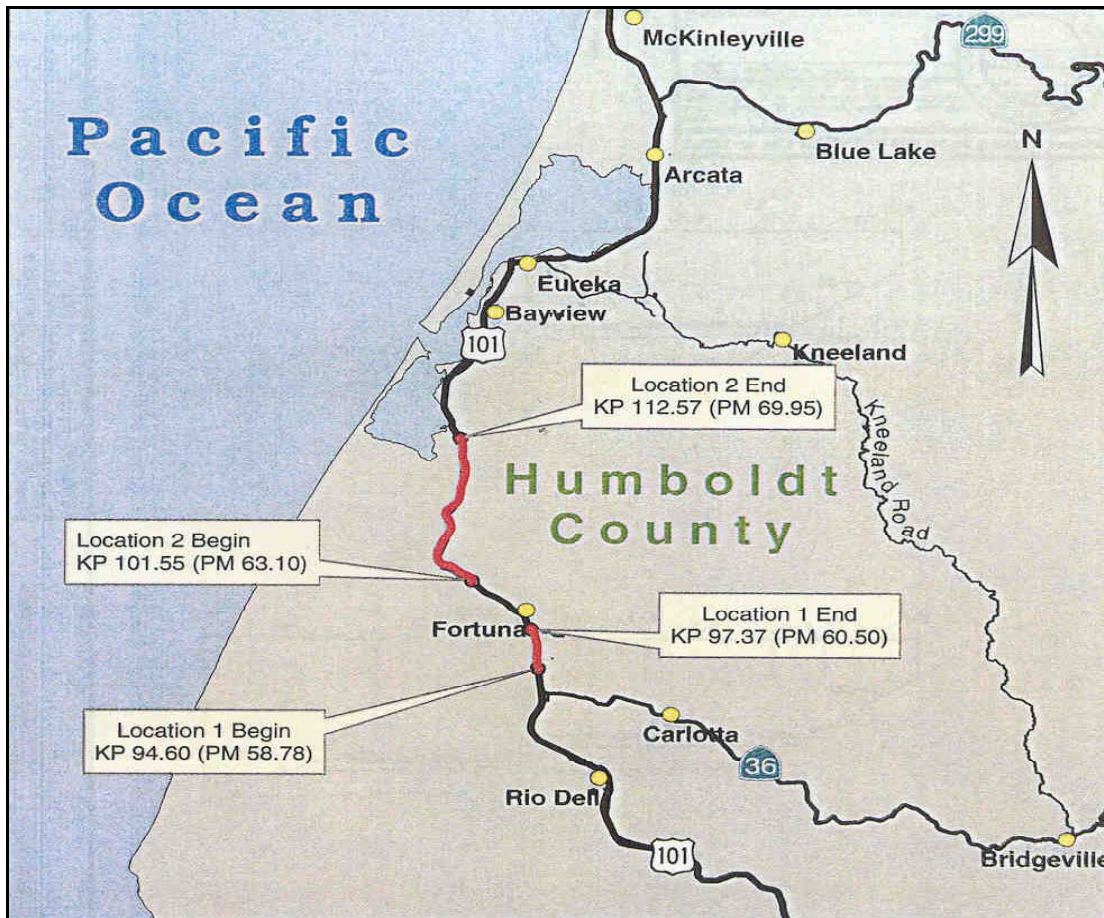 McKinleyville
299
Pacific
Ocean
N
Blue Lake
Arcata
Eureka
Bayview
101
Kneeland
Location 2 End
KP 112.57 (PM 69.95)
Kneeland Road
Humboldt
County
Location 2 Begin
KP 101.55 (PM 63.10)
Location 1 End
KP 97.37 (PM 60.50)
Fortuna
Location 1 Begin
KP 94.60 (PM 58.78)
Carlotta
36
Rio Dell
101
Bridgeville